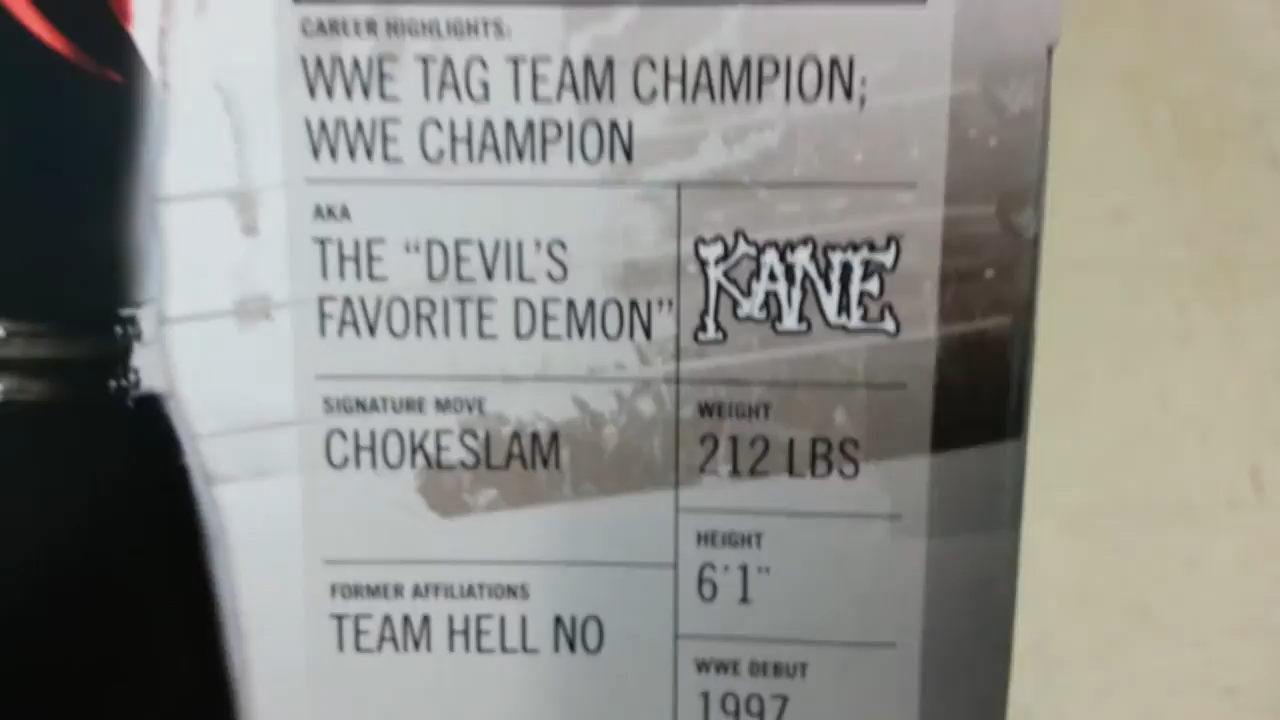 CAREER HIGHLIGHTS:
WWE TAG TEAM CHAMPION;
WWE CHAMPION
AKA
THE “DEVIL'S
FAVORITE DEMON”
KANE
SIGNATURE MOVE
CHOKESLAM
WEIGHT
212 LBS
HEIGHT
6'1"
FORMER AFFILIATIONS
TEAM HELL NO
WWE DEBUT
1997